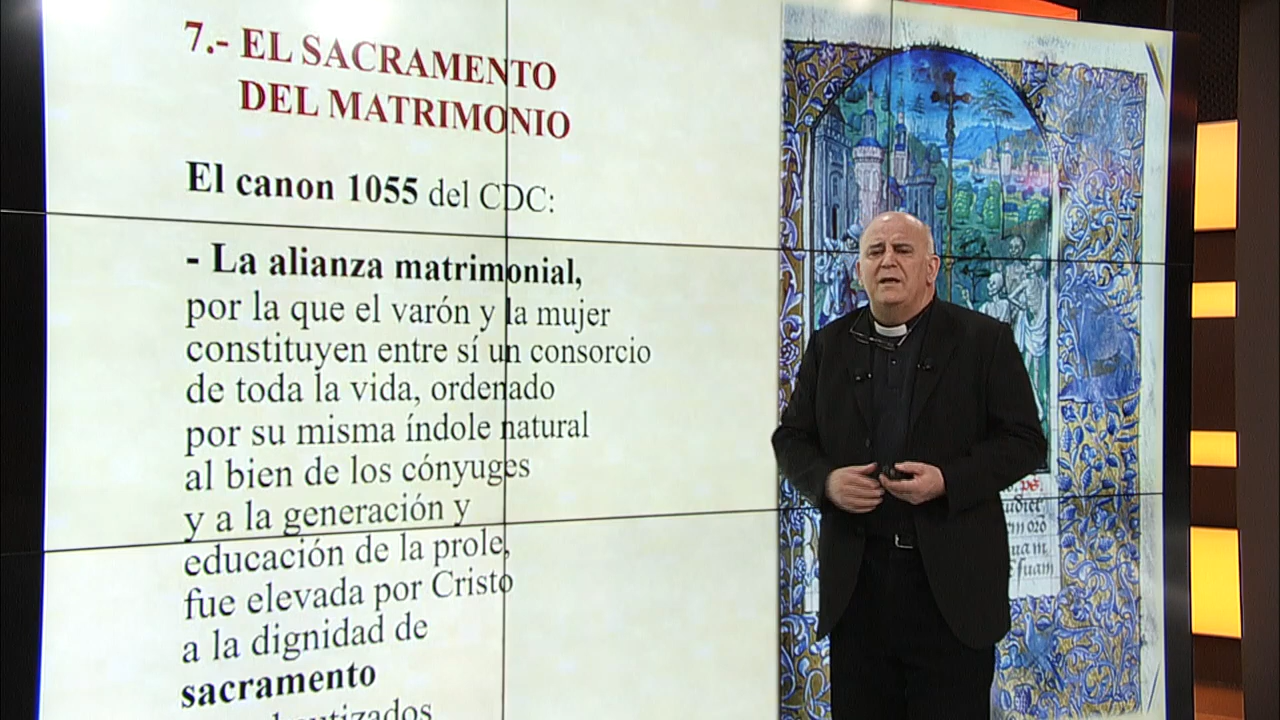 7.- EL SACRAMENTO
DEL MATRIMONIO
El canon 1055 del CDC:
- La alianza matrimonial,
por la que el varón y la mujer
constituyen entre sí un consorcio
de toda la vida, ordenado
por su misma índole natural
al bien de los cónyuges
y a la generación y
educación de la prole,
fue elevada por Cristo
a la dignidad de
sacramento